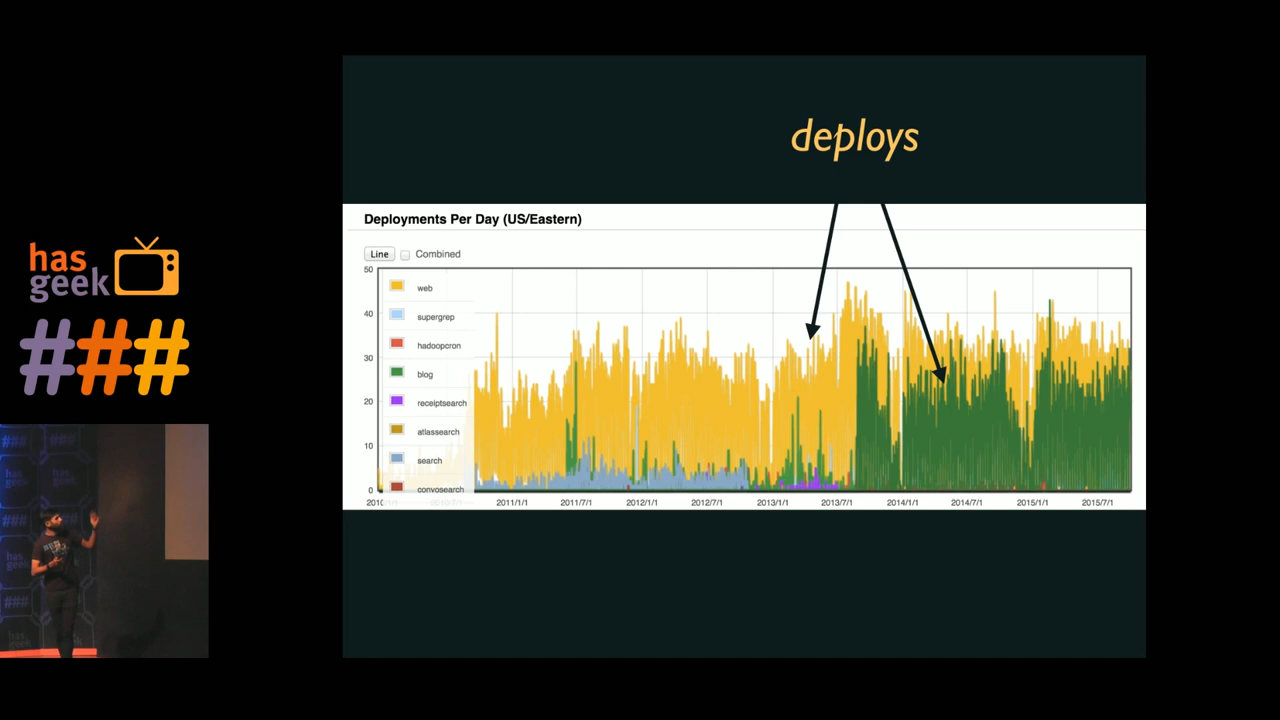 deploys
Deployments Per Day (US/Eastern)
Line Combined
50
40
30
20
10
0
web
supergrep
hadoopcron
blog
receiptsearch
atlassearch
search
convosearch
2011/1/1 2011/7/1 2012/1/1 2012/7/1 2013/1/1 2013/7/1 2014/1/1 2014/7/1 2015/1/1 2015/7/1
has
geek
###